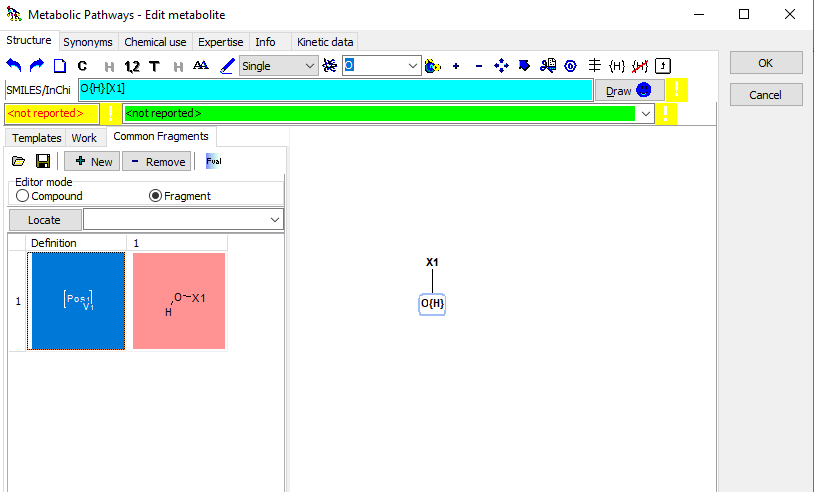 Metabolic Pathways - Edit metabolite
Structure Synonyms Chemical use Expertise Info Kinetic data
C H 1,2 T H AA Single O {H} {H}
OK
SMILES/InChi O{H}[X1] Draw !
Cancel
<not reported> ! <not reported> !
Templates Work Common Fragments
+ New - Remove Eval
Editor mode
Compound Fragment
Locate
Definition 1
1
[Pos1]
V1
O X1
H
X1
O{H}